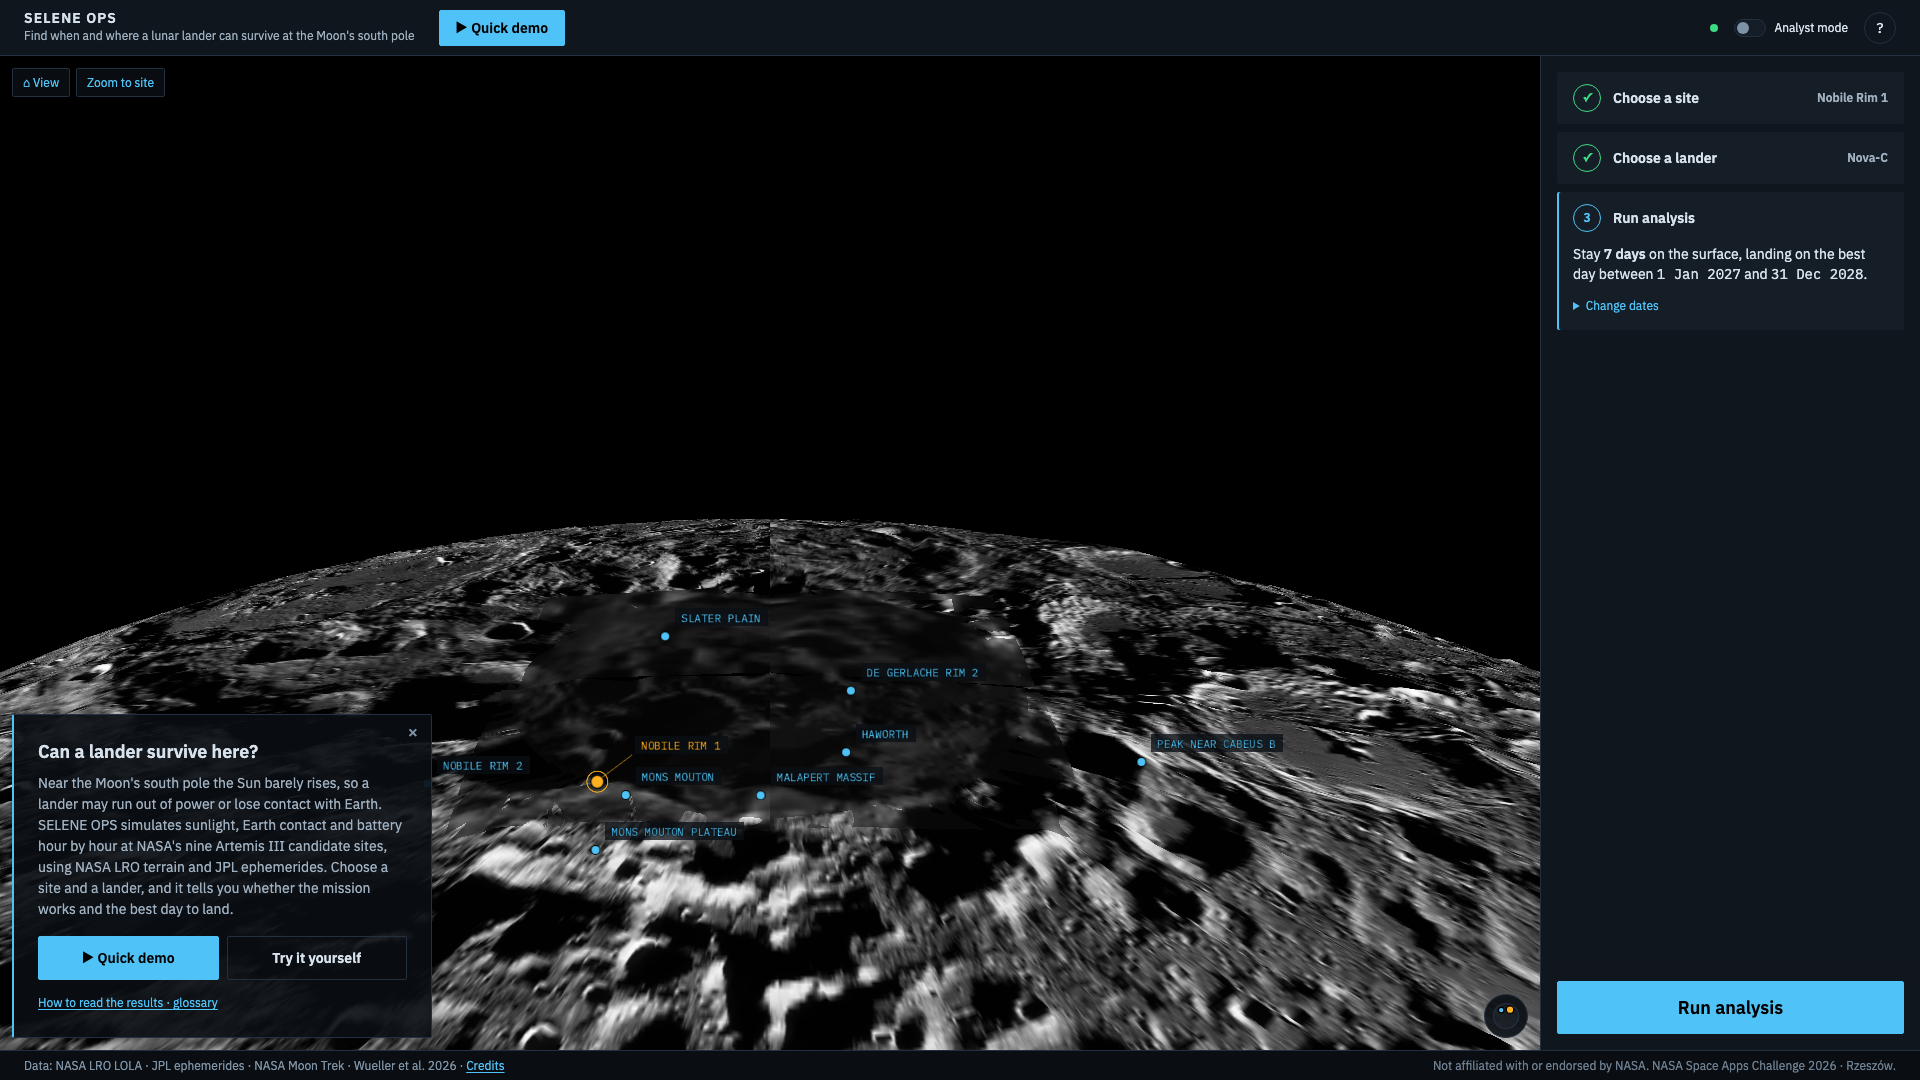 SELENE OPS
Find when and where a lunar lander can survive at the Moon's south pole
▶ Quick demo
Analyst mode
?
⌂ View
Zoom to site
✓ Choose a site Nobile Rim 1
✓ Choose a lander Nova-C
3 Run analysis
Stay 7 days on the surface, landing on the best
day between 1 Jan 2027 and 31 Dec 2028.
▶ Change dates
SLATER PLAIN
DE GERLACHE RIM 2
HAWORTH
NOBILE RIM 1
PEAK NEAR CABEUS B
NOBILE RIM 2
MONS MOUTON
MALAPERT MASSIF
MONS MOUTON PLATEAU
×
Can a lander survive here?
Near the Moon's south pole the Sun barely rises, so a
lander may run out of power or lose contact with Earth.
SELENE OPS simulates sunlight, Earth contact and battery
hour by hour at NASA's nine Artemis III candidate sites,
using NASA LRO terrain and JPL ephemerides. Choose a
site and a lander, and it tells you whether the mission
works and the best day to land.
▶ Quick demo
Try it yourself
How to read the results · glossary
Run analysis
Data: NASA LRO LOLA · JPL ephemerides · NASA Moon Trek · Wueller et al. 2026 · Credits
Not affiliated with or endorsed by NASA. NASA Space Apps Challenge 2026 · Rzeszów.